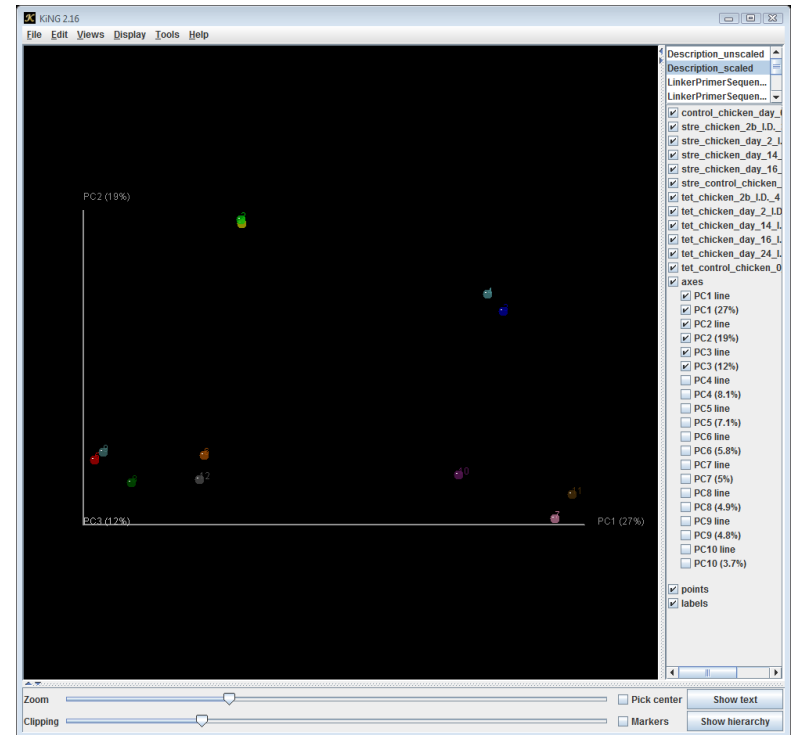 KiNG 2.16
File Edit Views Display Tools Help
Description_unscaled
Description_scaled
LinkerPrimerSequen...
LinkerPrimerSequen...
control_chicken_day_
stre_chicken_2b_I.D._
stre_chicken_day_2_I.
stre_chicken_day_14_
stre_chicken_day_16_
stre_control_chicken_
tet_chicken_2b_I.D._4
tet_chicken_day_2_I.D
tet_chicken_day_14_I.
tet_chicken_day_16_I.
tet_chicken_day_24_I.
tet_control_chicken_0
axes
PC1 line
PC1 (27%)
PC2 line
PC2 (19%)
PC3 line
PC3 (12%)
PC4 line
PC4 (8.1%)
PC5 line
PC5 (7.1%)
PC6 line
PC6 (5.8%)
PC7 line
PC7 (5%)
PC8 line
PC8 (4.9%)
PC9 line
PC9 (4.8%)
PC10 line
PC10 (3.7%)
points
labels
PC2 (19%)
12
10
11
7
PC3 (12%)
PC1 (27%)
Zoom
Pick center
Show text
Clipping
Markers
Show hierarchy